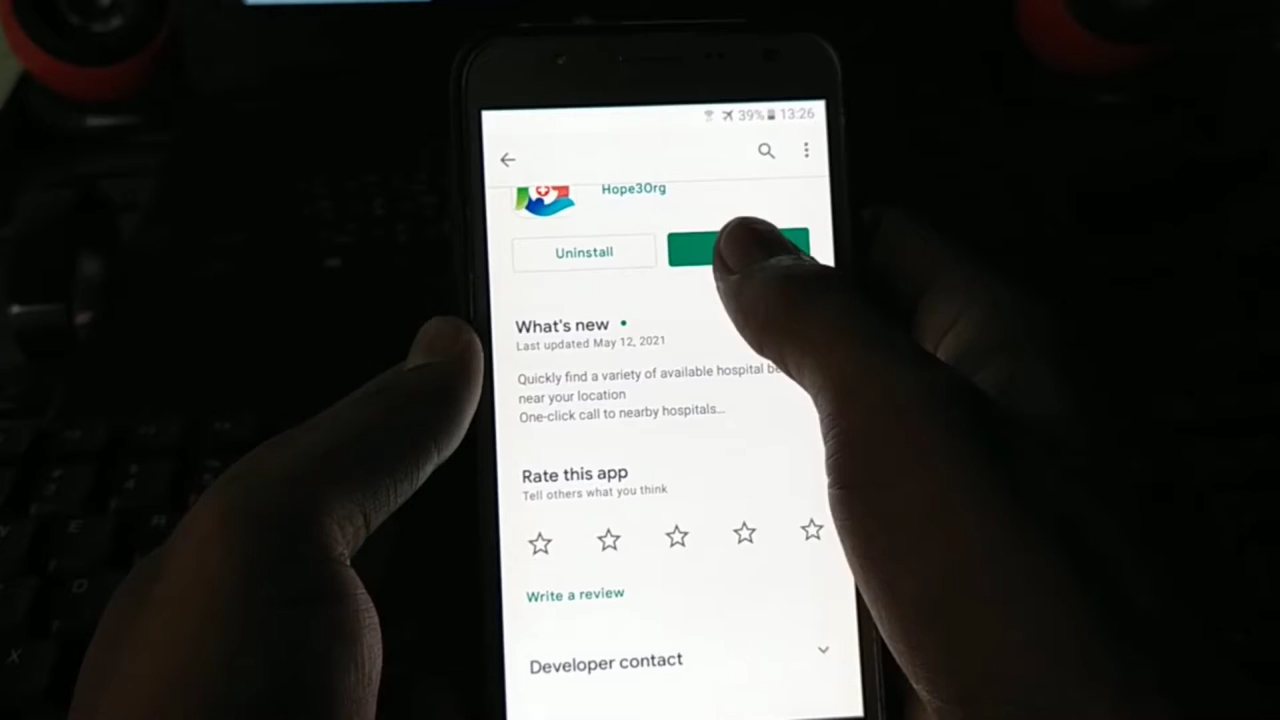 39% 13:26
Hope3Org
Uninstall
What's new
Last updated May 12, 2021
Quickly find a variety of available hospital
near your location
One-click call to nearby hospitals...
Rate this app
Tell others what you think
Write a review
Developer contact